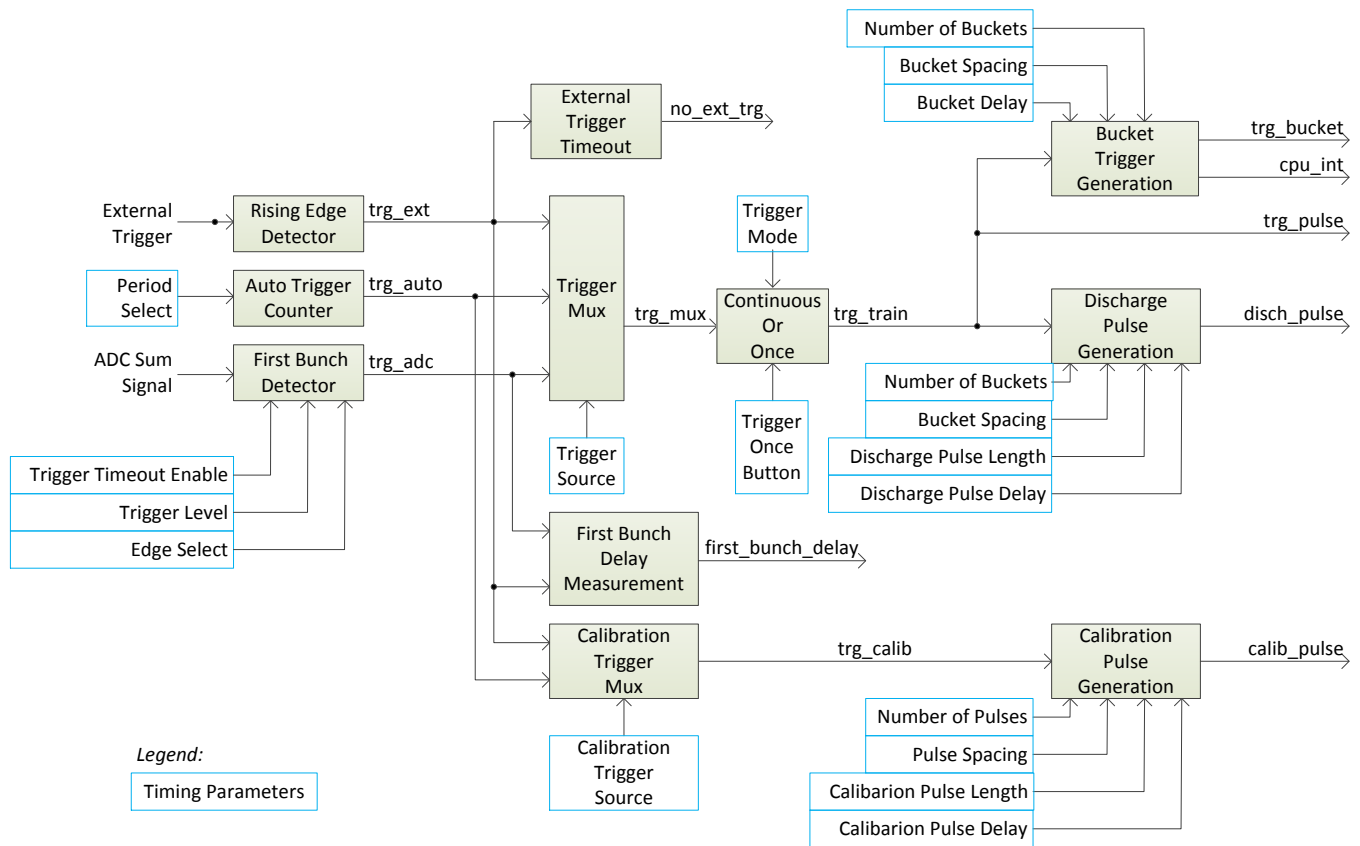 Number of Buckets
Bucket Spacing
Bucket Delay
External
Trigger
Timeout
no_ext_trg
Bucket
Trigger
Generation
trg_bucket
cpu_int
External
Trigger
Rising Edge
Detector
trg_ext
Trigger
Mode
trg_pulse
Period
Select
Auto Trigger
Counter
trg_auto
Trigger
Mux
trg_mux
Continuous
Or
Once
trg_train
Discharge
Pulse
Generation
disch_pulse
ADC Sum
Signal
First Bunch
Detector
trg_adc
Number of Buckets
Bucket Spacing
Discharge Pulse Length
Discharge Pulse Delay
Trigger
Source
Trigger
Once
Button
Trigger Timeout Enable
Trigger Level
Edge Select
First Bunch
Delay
Measurement
first_bunch_delay
Calibration
Trigger
Mux
trg_calib
Calibration
Pulse
Generation
calib_pulse
Number of Pulses
Pulse Spacing
Calibarion Pulse Length
Calibarion Pulse Delay
Calibration
Trigger
Source
Legend:
Timing Parameters